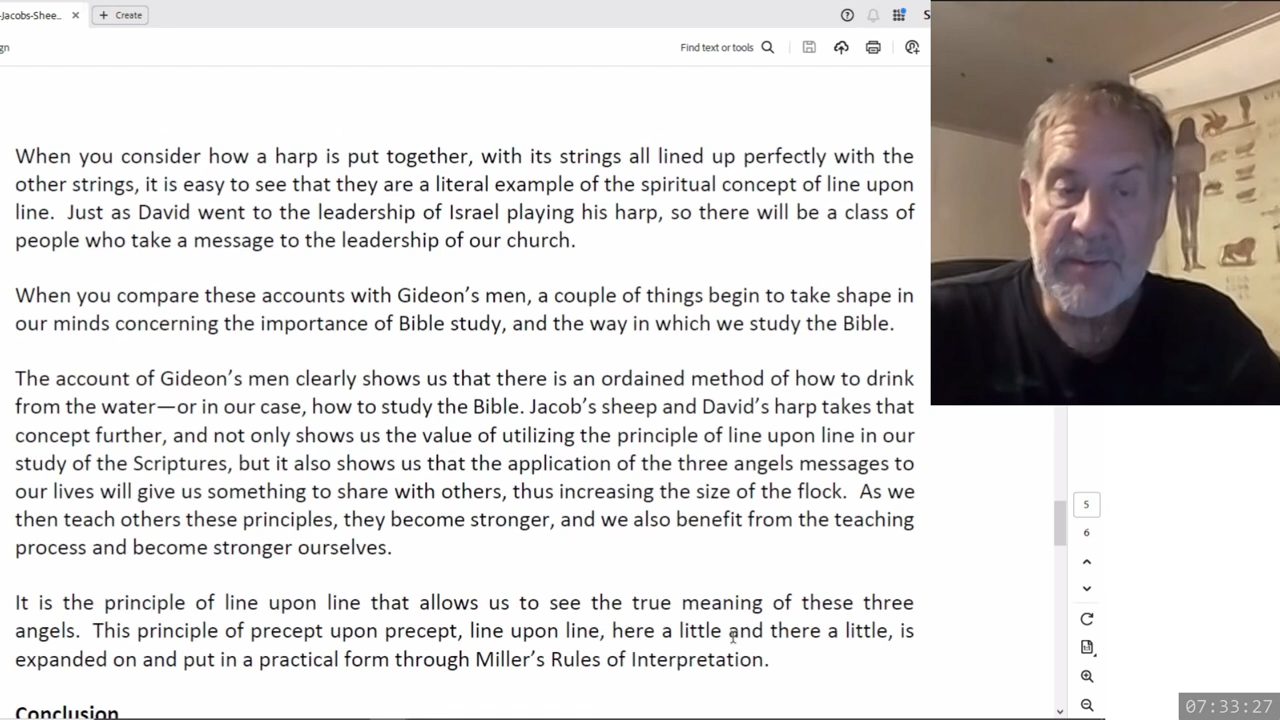 -Jacobs-Shee...
Create
gn
Find text or tools
S
When you consider how a harp is put together, with its strings all lined up perfectly with the
other strings, it is easy to see that they are a literal example of the spiritual concept of line upon
line. Just as David went to the leadership of Israel playing his harp, so there will be a class of
people who take a message to the leadership of our church.
When you compare these accounts with Gideon’s men, a couple of things begin to take shape in
our minds concerning the importance of Bible study, and the way in which we study the Bible.
The account of Gideon’s men clearly shows us that there is an ordained method of how to drink
from the water—or in our case, how to study the Bible. Jacob’s sheep and David’s harp takes that
concept further, and not only shows us the value of utilizing the principle of line upon line in our
study of the Scriptures, but it also shows us that the application of the three angels messages to
our lives will give us something to share with others, thus increasing the size of the flock. As we
then teach others these principles, they become stronger, and we also benefit from the teaching
process and become stronger ourselves.
It is the principle of line upon line that allows us to see the true meaning of these three
angels. This principle of precept upon precept, line upon line, here a little and there a little, is
expanded on and put in a practical form through Miller’s Rules of Interpretation.
Conclusion
5
6
07:33:27